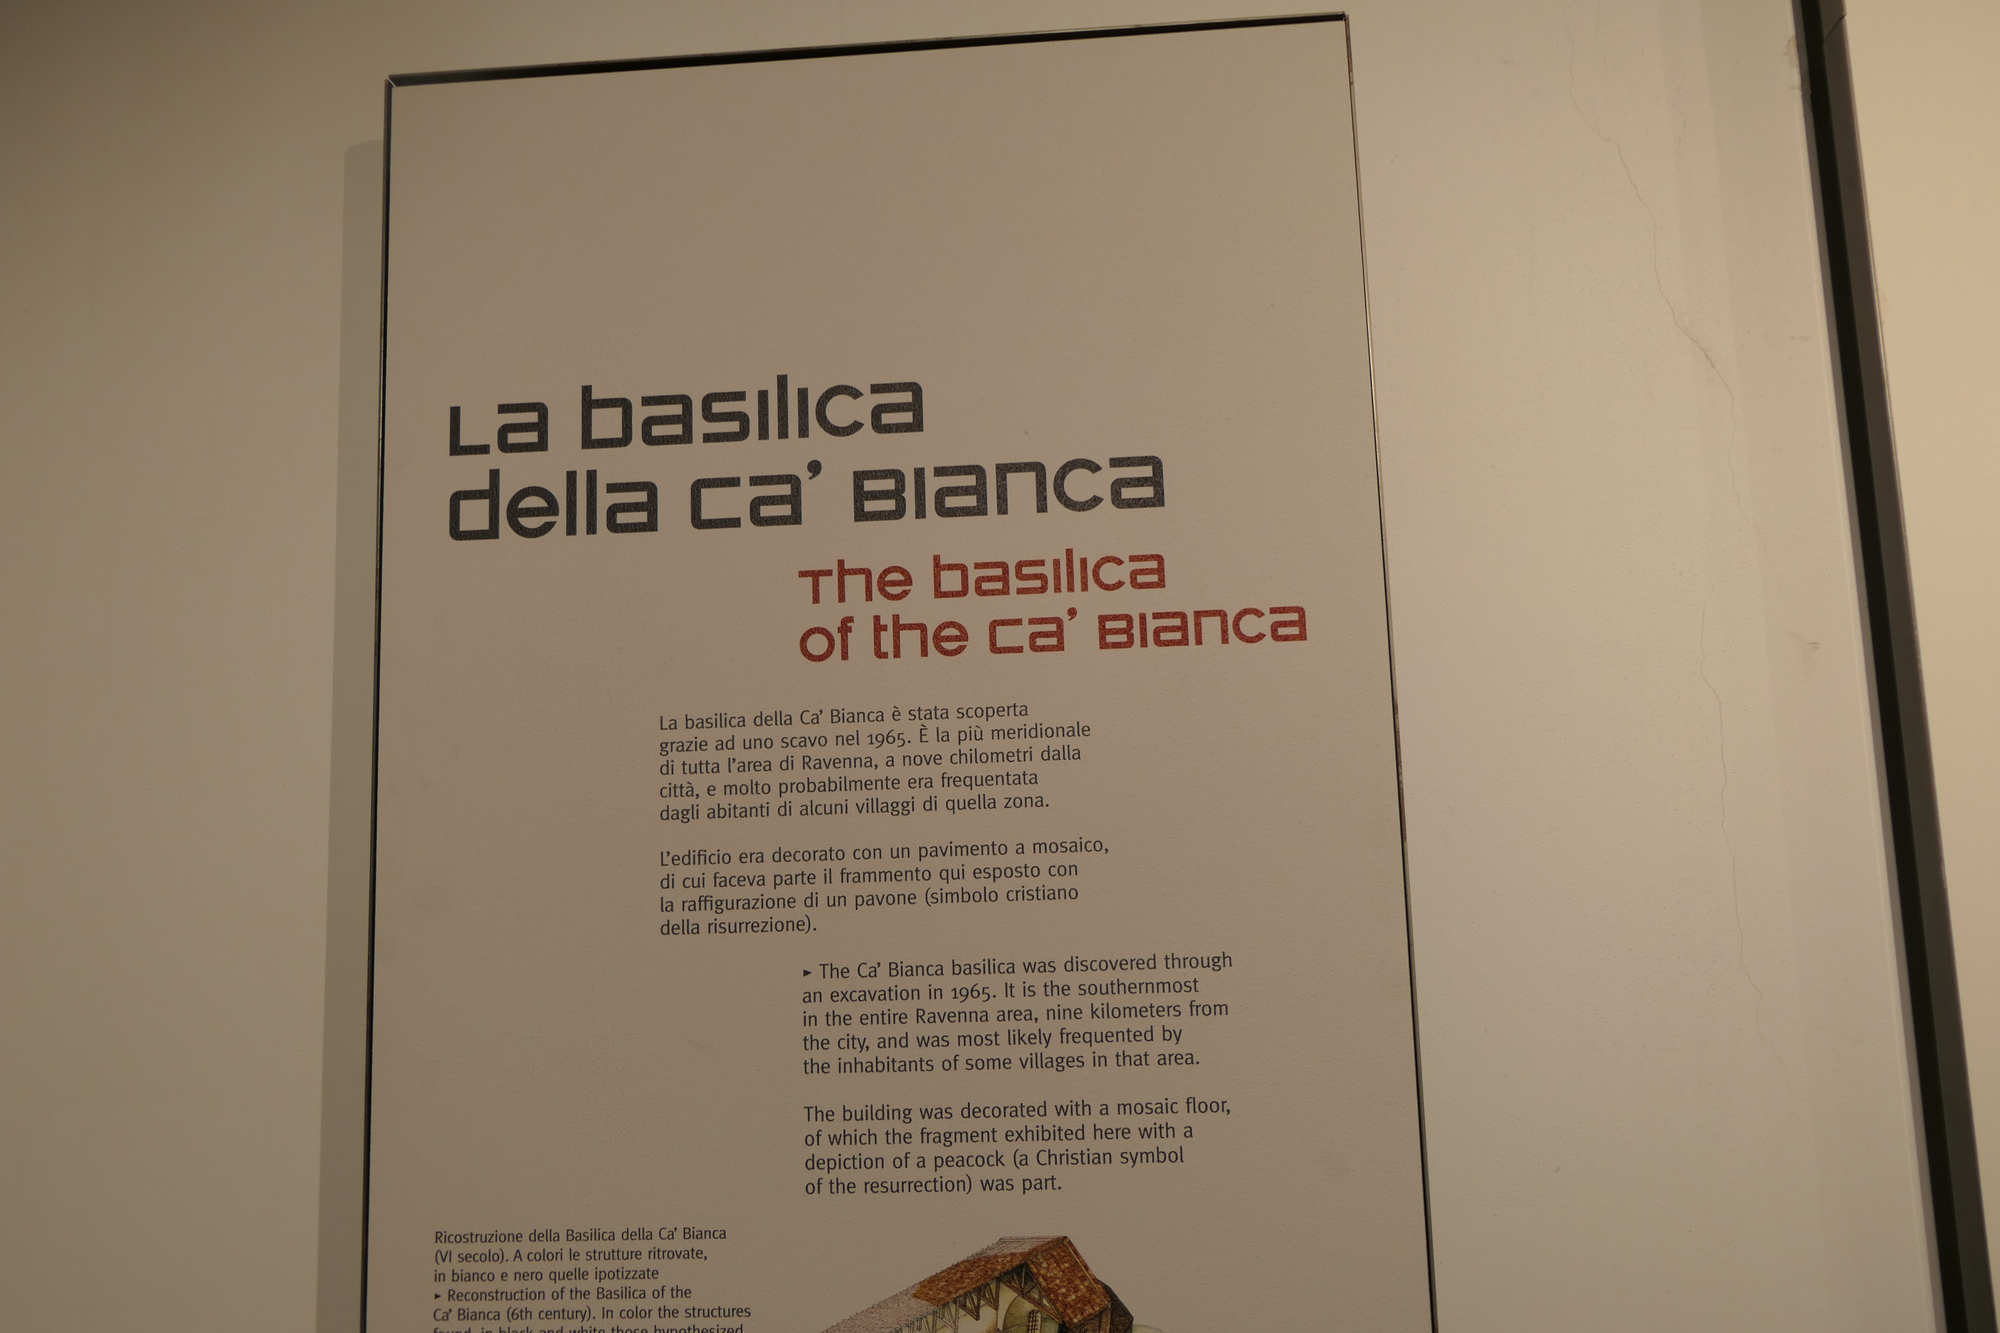 La basilica
della Ca’ Bianca
The basilica
of the Ca’ Bianca
La basilica della Ca’ Bianca è stata scoperta
grazie ad uno scavo nel 1965. È la più meridionale
di tutta l’area di Ravenna, a nove chilometri dalla
città, e molto probabilmente era frequentata
dagli abitanti di alcuni villaggi di quella zona.
L’edificio era decorato con un pavimento a mosaico,
di cui faceva parte il frammento qui esposto con
la raffigurazione di un pavone (simbolo cristiano
della risurrezione).
► The Ca’ Bianca basilica was discovered through
an excavation in 1965. It is the southernmost
in the entire Ravenna area, nine kilometers from
the city, and was most likely frequented by
the inhabitants of some villages in that area.
The building was decorated with a mosaic floor,
of which the fragment exhibited here with a
depiction of a peacock (a Christian symbol
of the resurrection) was part.
Ricostruzione della Basilica della Ca’ Bianca
(VI secolo). A colori le strutture ritrovate,
in bianco e nero quelle ipotizzate
► Reconstruction of the Basilica of the
Ca’ Bianca (6th century). In color the structures
found, in black and white those hypothesized